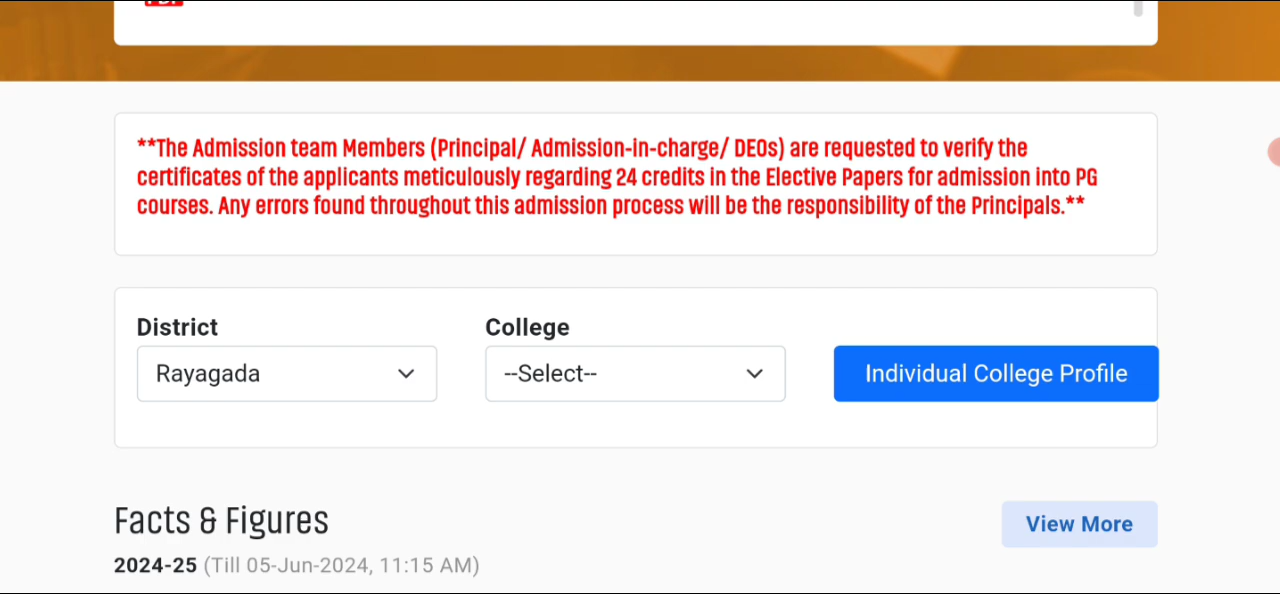 **The Admission team Members (Principal/ Admission-in-charge/ DEOs) are requested to verify the
certificates of the applicants meticulously regarding 24 credits in the Elective Papers for admission into PG
courses. Any errors found throughout this admission process will be the responsibility of the Principals.**
District
College
Rayagada
--Select--
Individual College Profile
Facts & Figures
View More
2024-25 (Till 05-Jun-2024, 11:15 AM)